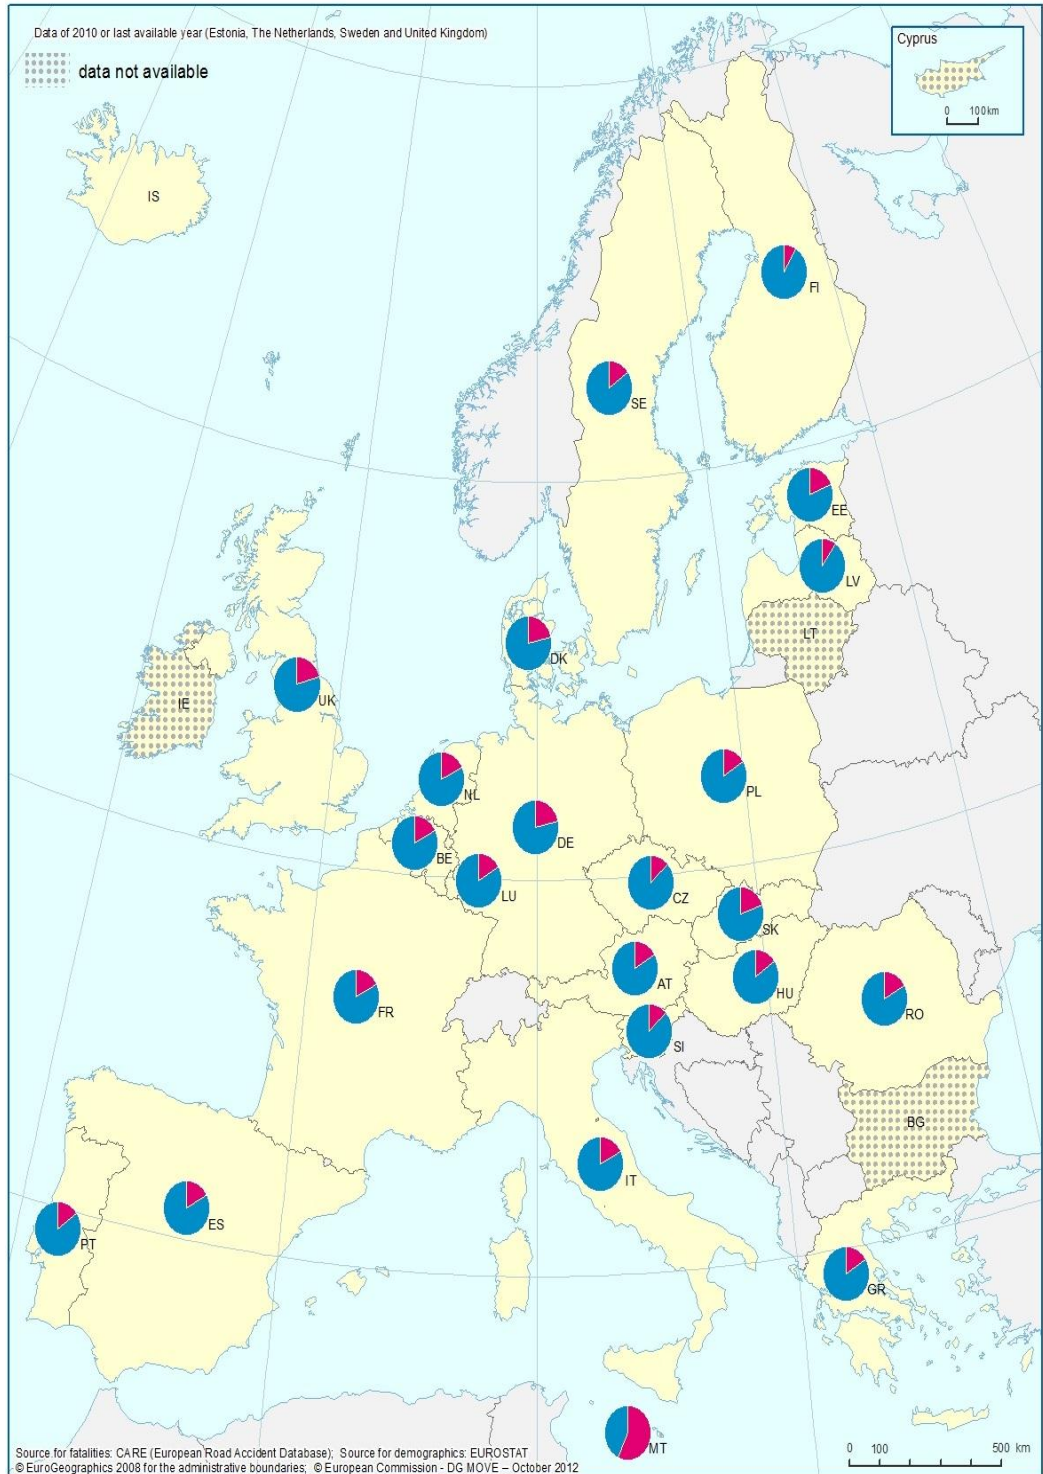 Data of 2010 or last available year (Estonia, The Netherlands, Sweden and United Kingdom)
data not available
Cyprus
0 100km
IS
FI
SE
EE
LV
LT
DK
IE
UK
NL
PL
DE
BE
LU
CZ
SK
AT
HU
FR
RO
SI
BG
IT
ES
PT
GR
MT
Source for fatalities: CARE (European Road Accident Database); Source for demographics: EUROSTAT
© EuroGeographics 2008 for the administrative boundaries; © European Commission - DG MOVE – October 2012
0 100 500 km